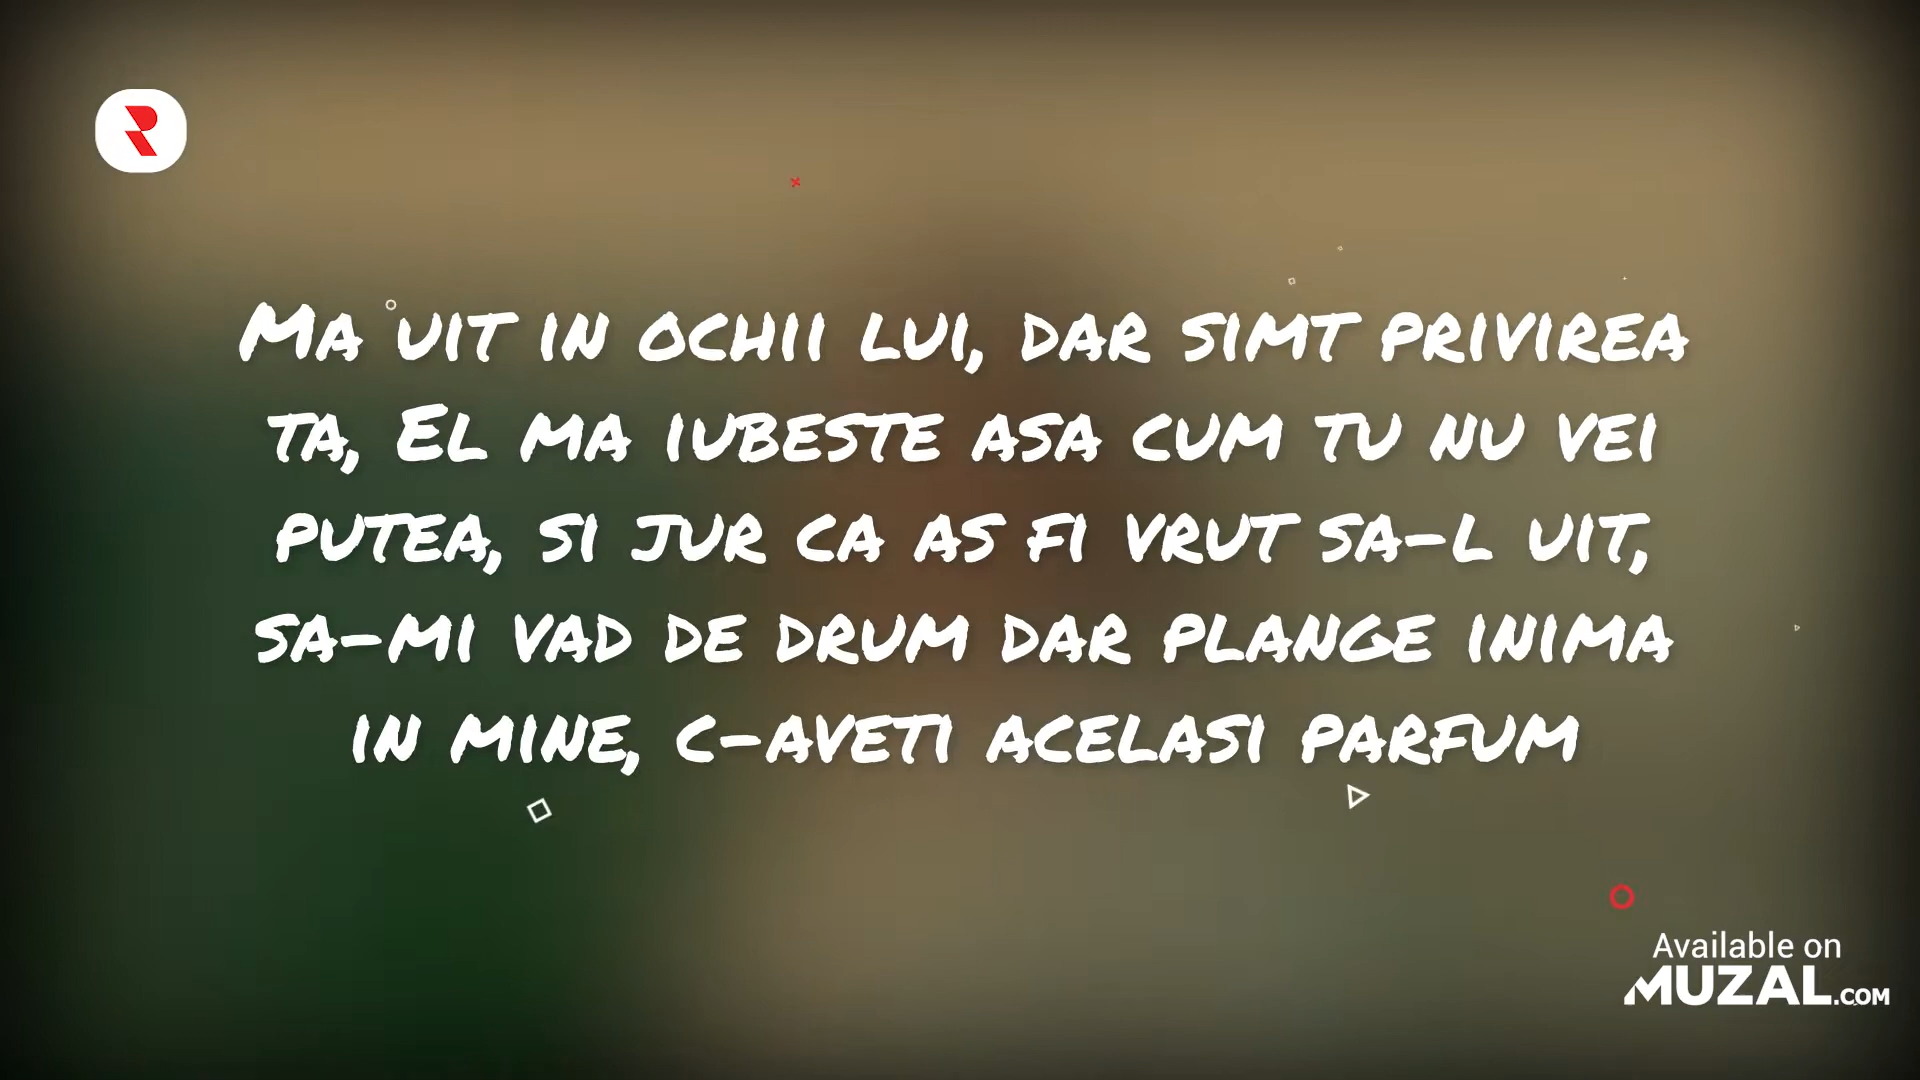 Ma uit in ochii lui, dar simt privirea
ta, El ma iubeste asa cum tu nu vei
putea, si jur ca as fi vrut sa-l uit,
sa-mi vad de drum dar plange inima
in mine, c-aveti acelasi parfum
Available on
MUZAL.COM